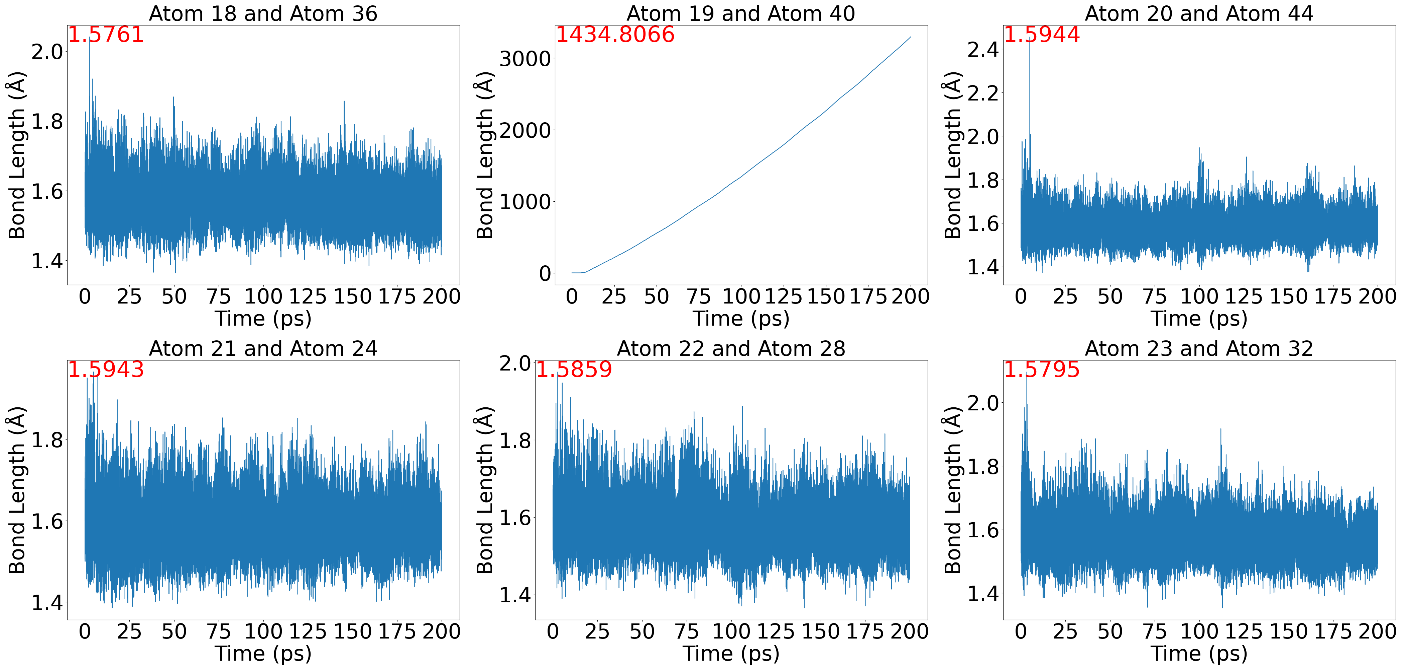 Atom 18 and Atom 36
1.5761
Bond Length (Å)
2.0
1.8
1.6
1.4
0 25 50 75 100 125 150 175 200
Time (ps)
Atom 19 and Atom 40
1434.8066
Bond Length (Å)
3000
2000
1000
0
0 25 50 75 100 125 150 175 200
Time (ps)
Atom 20 and Atom 44
1.5944
Bond Length (Å)
2.4
2.2
2.0
1.8
1.6
1.4
0 25 50 75 100 125 150 175 200
Time (ps)
Atom 21 and Atom 24
1.5943
Bond Length (Å)
1.8
1.6
1.4
0 25 50 75 100 125 150 175 200
Time (ps)
Atom 22 and Atom 28
1.5859
Bond Length (Å)
2.0
1.8
1.6
1.4
0 25 50 75 100 125 150 175 200
Time (ps)
Atom 23 and Atom 32
1.5795
Bond Length (Å)
2.0
1.8
1.6
1.4
0 25 50 75 100 125 150 175 200
Time (ps)